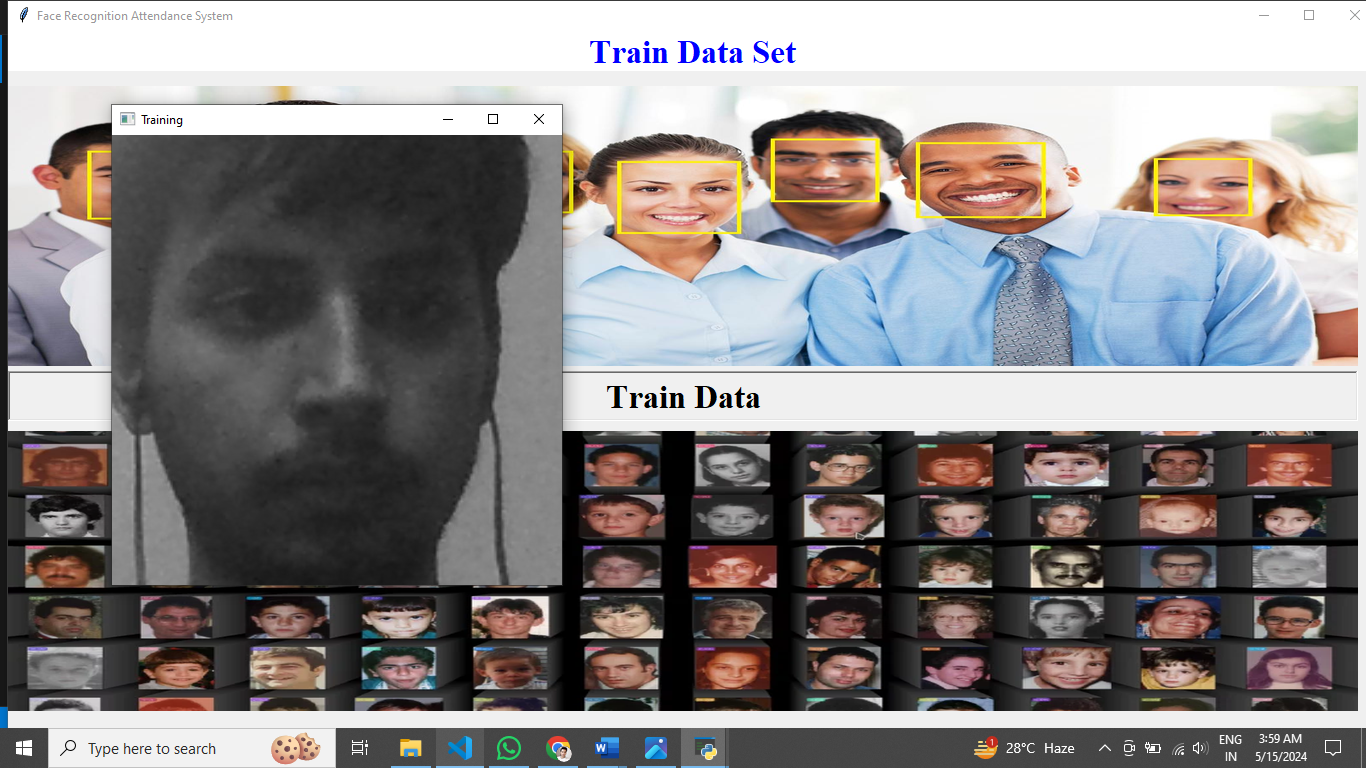 Face Recognition Attendance System
Train Data Set
Training
Train Data
Type here to search
1
28°C Haze
ENG
IN
3:59 AM
5/15/2024